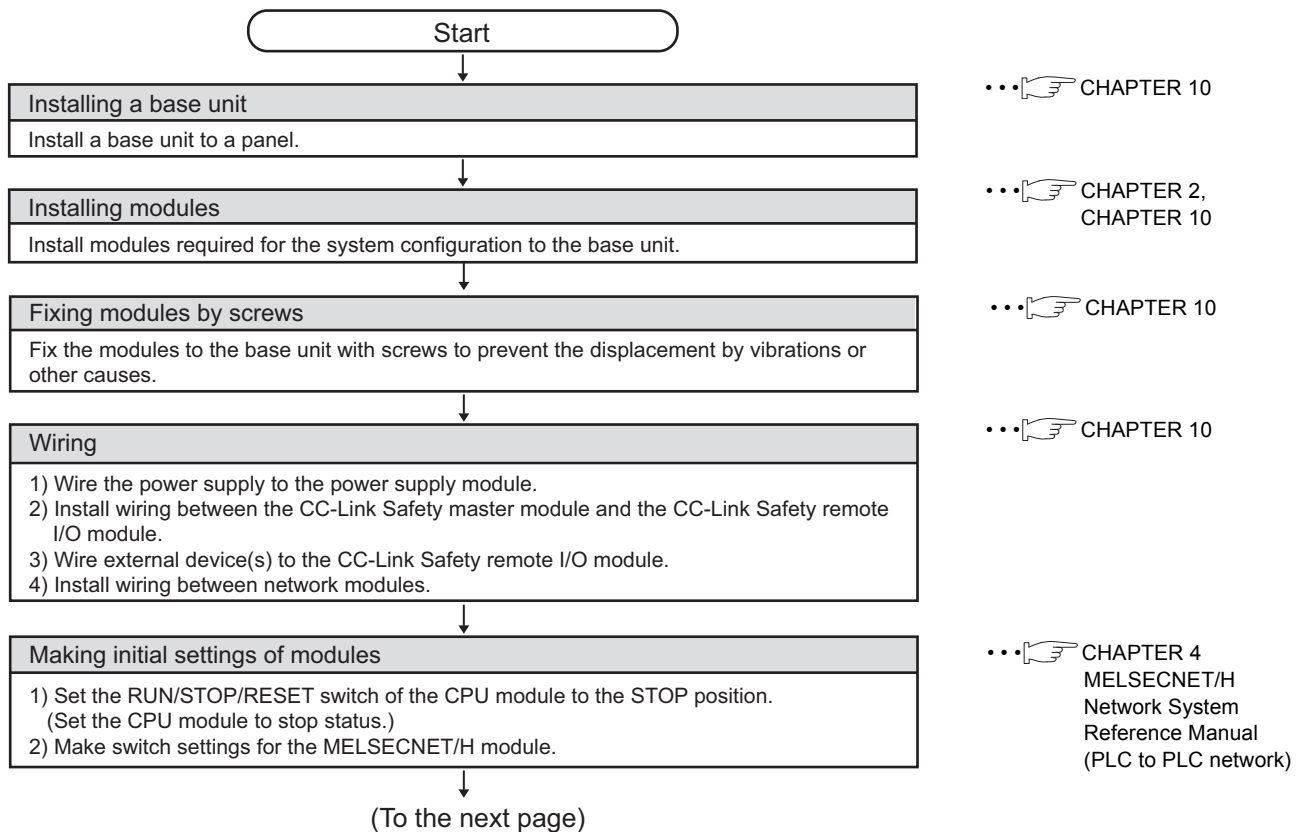 Start
Installing a base unit
••• CHAPTER 10
Install a base unit to a panel.
Installing modules
••• CHAPTER 2,
CHAPTER 10
Install modules required for the system configuration to the base unit.
Fixing modules by screws
••• CHAPTER 10
Fix the modules to the base unit with screws to prevent the displacement by vibrations or
other causes.
Wiring
••• CHAPTER 10
1) Wire the power supply to the power supply module.
2) Install wiring between the CC-Link Safety master module and the CC-Link Safety remote
I/O module.
3) Wire external device(s) to the CC-Link Safety remote I/O module.
4) Install wiring between network modules.
Making initial settings of modules
••• CHAPTER 4
MELSECNET/H
Network System
Reference Manual
(PLC to PLC network)
1) Set the RUN/STOP/RESET switch of the CPU module to the STOP position.
(Set the CPU module to stop status.)
2) Make switch settings for the MELSECNET/H module.
(To the next page)